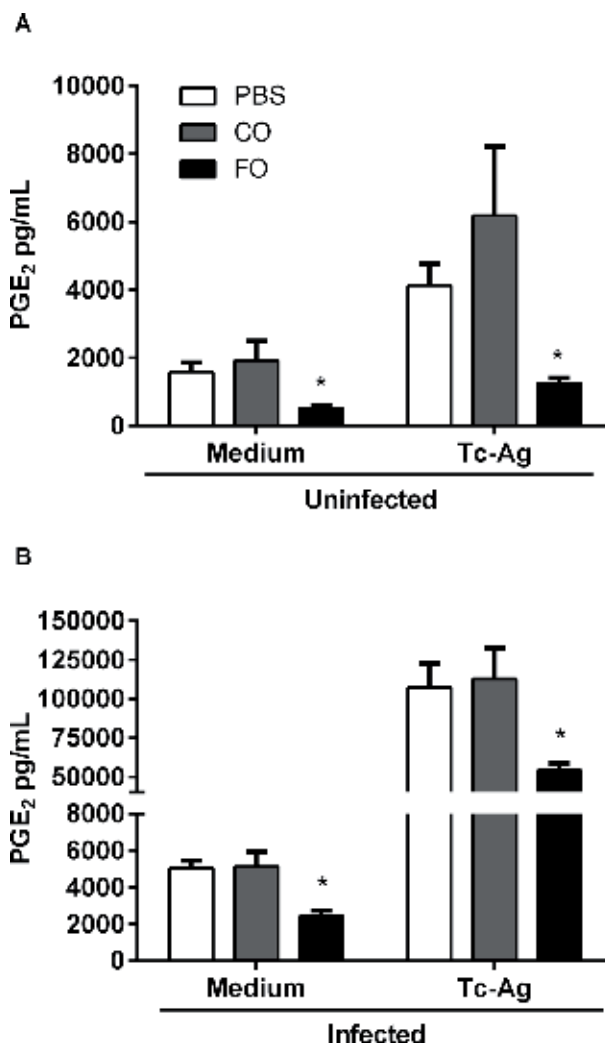 A
PGE₂ pg/mL
10000
8000
6000
4000
2000
0
PBS
CO
FO
*
*
Medium
Tc-Ag
Uninfected
B
PGE₂ pg/mL
150000
125000
100000
75000
50000
8000
6000
4000
2000
0
*
*
Medium
Tc-Ag
Infected